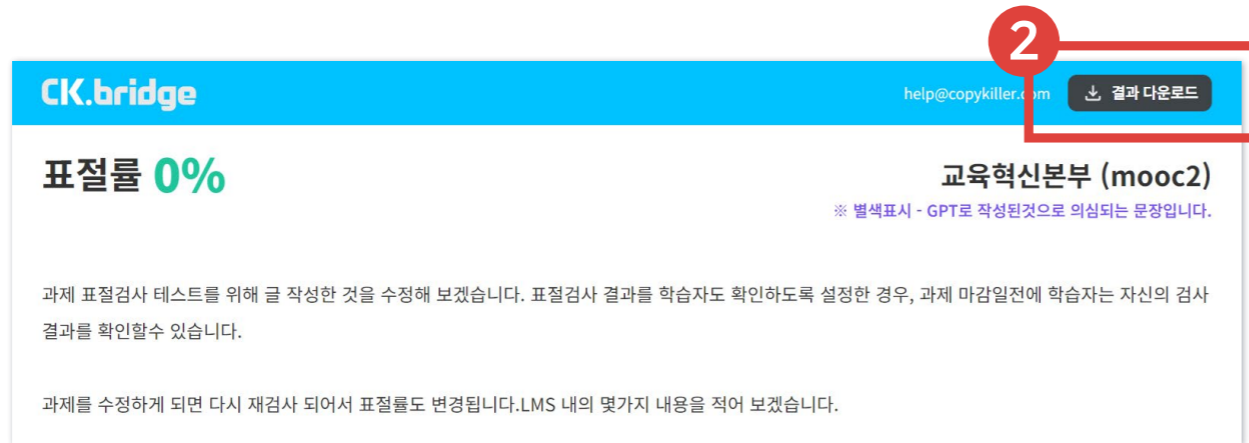 2
CK.bridge
help@copykiller.com 결과 다운로드
표절률 0%
교육혁신본부 (mooc2)
※ 별색표시 - GPT로 작성된것으로 의심되는 문장입니다.
과제 표절검사 테스트를 위해 글 작성한 것을 수정해 보겠습니다. 표절검사 결과를 학습자도 확인하도록 설정한 경우, 과제 마감일전에 학습자는 자신의 검사
결과를 확인할수 있습니다.
과제를 수정하게 되면 다시 재검사 되어서 표절률도 변경됩니다.LMS 내의 몇가지 내용을 적어 보겠습니다.